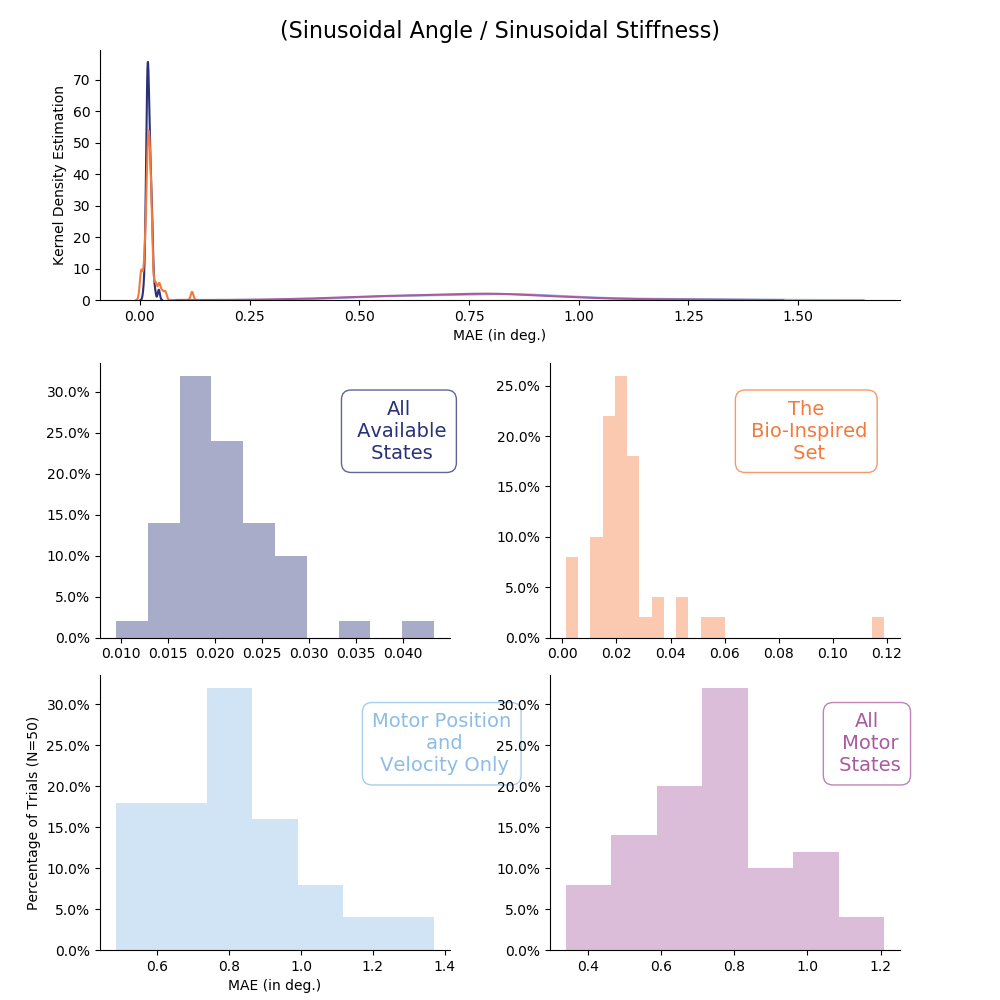 (Sinusoidal Angle / Sinusoidal Stiffness)
Kernel Density Estimation
70
60
50
40
30
20
10
0
0.00 0.25 0.50 0.75 1.00 1.25 1.50
MAE (in deg.)
30.0%
25.0%
20.0%
15.0%
10.0%
5.0%
0.0%
0.010 0.015 0.020 0.025 0.030 0.035 0.040
All
Available
States
25.0%
20.0%
15.0%
10.0%
5.0%
0.0%
0.00 0.02 0.04 0.06 0.08 0.10 0.12
The
Bio-Inspired
Set
Percentage of Trials (N=50)
30.0%
25.0%
20.0%
15.0%
10.0%
5.0%
0.0%
0.6 0.8 1.0 1.2 1.4
MAE (in deg.)
Motor Position
and
Velocity Only
30.0%
25.0%
20.0%
15.0%
10.0%
5.0%
0.0%
0.4 0.6 0.8 1.0 1.2
All
Motor
States